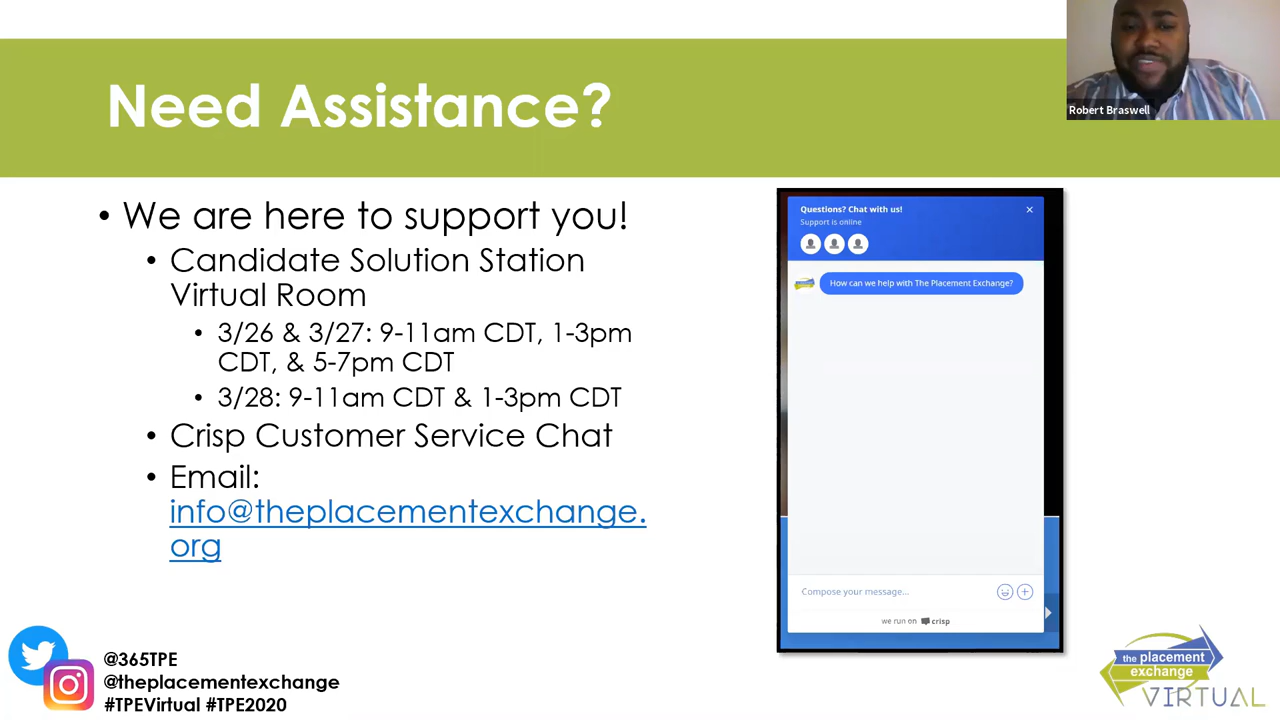 Need Assistance?
Robert Braswell
• We are here to support you!
• Candidate Solution Station
Virtual Room
• 3/26 & 3/27: 9-11am CDT, 1-3pm
CDT, & 5-7pm CDT
• 3/28: 9-11am CDT & 1-3pm CDT
• Crisp Customer Service Chat
• Email:
info@theplacementexchange.
org
Questions? Chat with us!
Support is online
How can we help with The Placement Exchange?
Compose your message...
we run on crisp
@365TPE
@theplacementexchange
#TPEVirtual #TPE2020
the placement
exchange
VIRTUAL